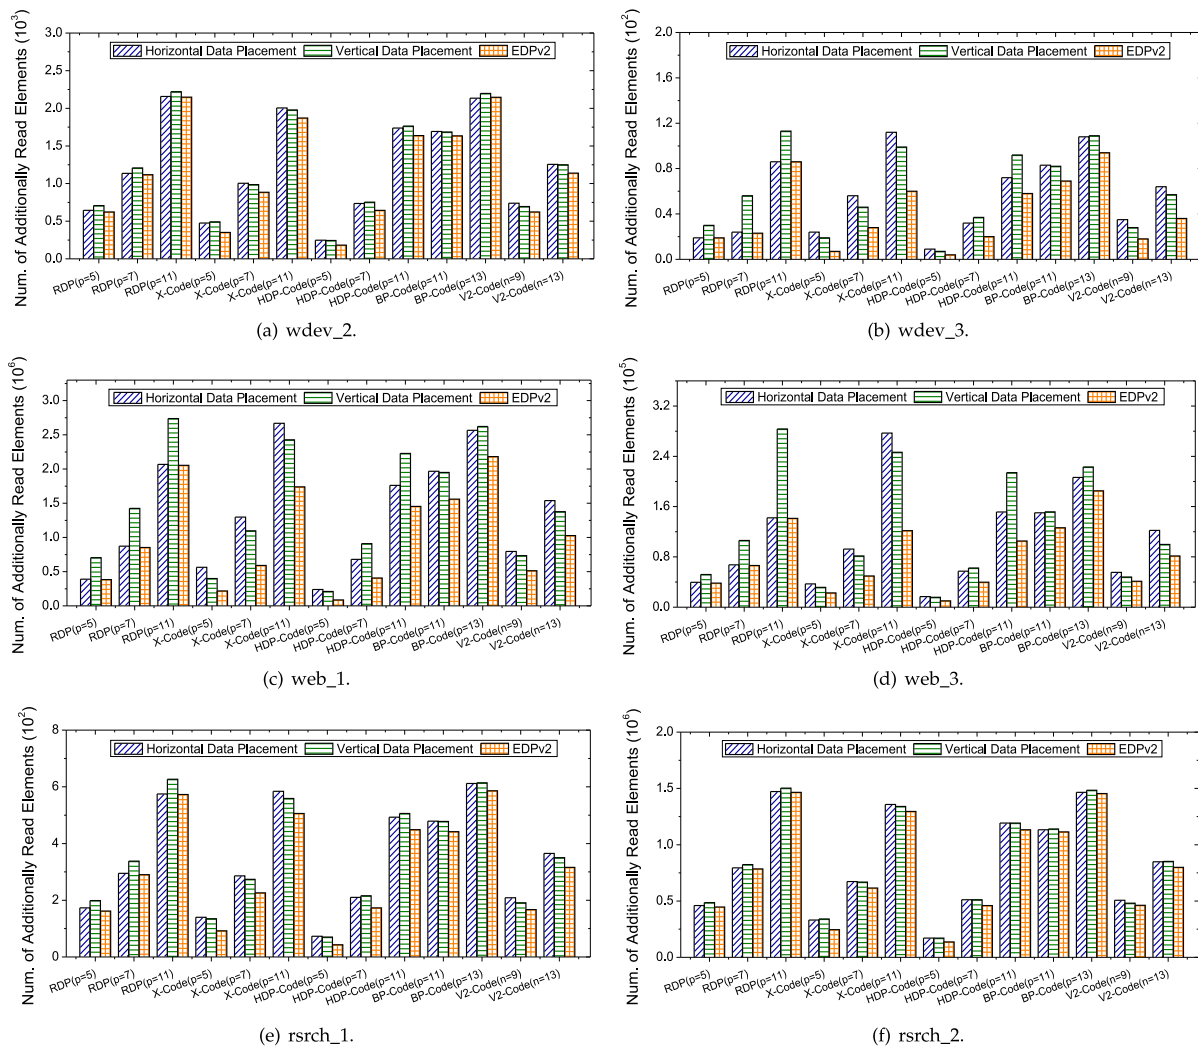 Num. of Additionally Read Elements (10³)
3.0
2.5
2.0
1.5
1.0
0.5
0.0
Horizontal Data Placement Vertical Data Placement EDPv2
RDP(p=5) RDP(p=7) RDP(p=11) X-Code(p=5) X-Code(p=7) X-Code(p=11) HDP-Code(p=5) HDP-Code(p=7) HDP-Code(p=11) BP-Code(p=11) BP-Code(p=13) V2-Code(n=9) V2-Code(n=13)
(a) wdev_2.
Num. of Additionally Read Elements (10²)
2.0
1.6
1.2
0.8
0.4
0.0
Horizontal Data Placement Vertical Data Placement EDPv2
RDP(p=5) RDP(p=7) RDP(p=11) X-Code(p=5) X-Code(p=7) X-Code(p=11) HDP-Code(p=5) HDP-Code(p=7) HDP-Code(p=11) BP-Code(p=11) BP-Code(p=13) V2-Code(n=9) V2-Code(n=13)
(b) wdev_3.
Num. of Additionally Read Elements (10⁶)
3.0
2.5
2.0
1.5
1.0
0.5
0.0
Horizontal Data Placement Vertical Data Placement EDPv2
RDP(p=5) RDP(p=7) RDP(p=11) X-Code(p=5) X-Code(p=7) X-Code(p=11) HDP-Code(p=5) HDP-Code(p=7) HDP-Code(p=11) BP-Code(p=11) BP-Code(p=13) V2-Code(n=9) V2-Code(n=13)
(c) web_1.
Num. of Additionally Read Elements (10⁵)
3.2
2.4
1.6
0.8
0.0
Horizontal Data Placement Vertical Data Placement EDPv2
RDP(p=5) RDP(p=7) RDP(p=11) X-Code(p=5) X-Code(p=7) X-Code(p=11) HDP-Code(p=5) HDP-Code(p=7) HDP-Code(p=11) BP-Code(p=11) BP-Code(p=13) V2-Code(n=9) V2-Code(n=13)
(d) web_3.
Num. of Additionally Read Elements (10²)
8
6
4
2
0
Horizontal Data Placement Vertical Data Placement EDPv2
RDP(p=5) RDP(p=7) RDP(p=11) X-Code(p=5) X-Code(p=7) X-Code(p=11) HDP-Code(p=5) HDP-Code(p=7) HDP-Code(p=11) BP-Code(p=11) BP-Code(p=13) V2-Code(n=9) V2-Code(n=13)
(e) rsrch_1.
Num. of Additionally Read Elements (10⁶)
2.0
1.5
1.0
0.5
0.0
Horizontal Data Placement Vertical Data Placement EDPv2
RDP(p=5) RDP(p=7) RDP(p=11) X-Code(p=5) X-Code(p=7) X-Code(p=11) HDP-Code(p=5) HDP-Code(p=7) HDP-Code(p=11) BP-Code(p=11) BP-Code(p=13) V2-Code(n=9) V2-Code(n=13)
(f) rsrch_2.